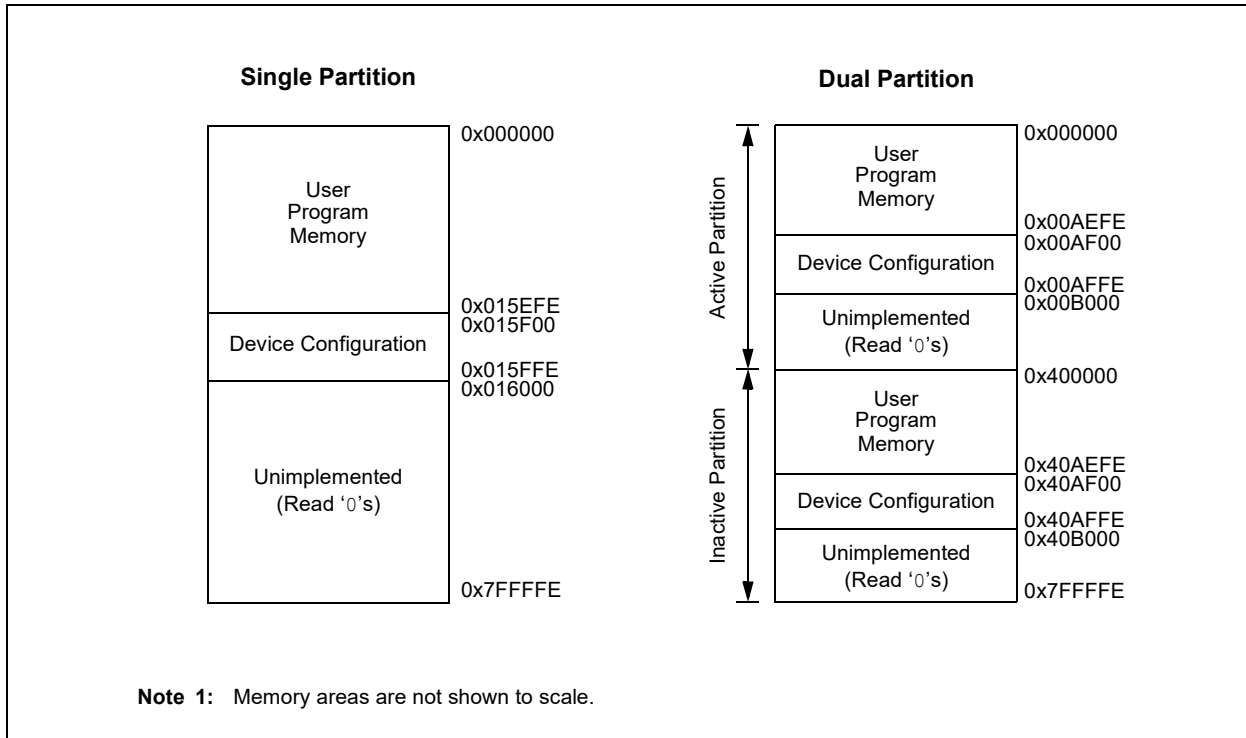 Single Partition
0x000000
User
Program
Memory
0x015EFE
0x015F00
Device Configuration
0x015FFE
0x016000
Unimplemented
(Read ‘0’s)
0x7FFFFE
Dual Partition
Active Partition
0x000000
User
Program
Memory
0x00AEFE
0x00AF00
Device Configuration
0x00AFFE
0x00B000
Unimplemented
(Read ‘0’s)
Inactive Partition
0x400000
User
Program
Memory
0x40AEFE
0x40AF00
Device Configuration
0x40AFFE
0x40B000
Unimplemented
(Read ‘0’s)
0x7FFFFE
Note 1: Memory areas are not shown to scale.